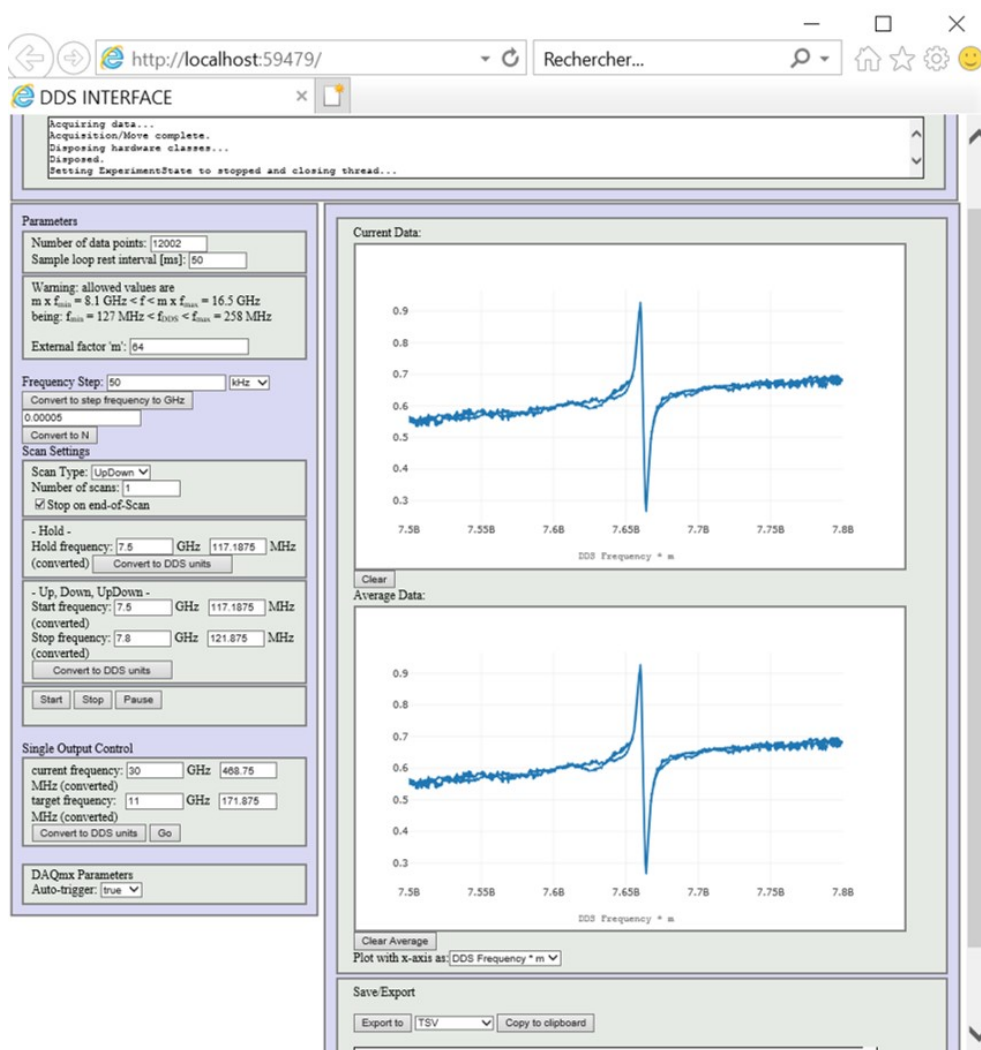 http://localhost:59479/
Rechercher...
DDS INTERFACE
Acquiring data...
Acquisition/Move complete.
Disposing hardware classes...
Disposed.
Setting ExperimentState to stopped and closing thread...
Parameters
Number of data points: 12002
Sample loop rest interval [ms]: 50
Warning: allowed values are
m x fmin = 8.1 GHz < f < m x fmax = 16.5 GHz
being: fmin = 127 MHz < fDDS < fmax = 258 MHz
External factor 'm': 64
Frequency Step: 50 kHz
Convert to step frequency to GHz
0.00005
Convert to N
Scan Settings
Scan Type: UpDown
Number of scans: 1
Stop on end-of-Scan
- Hold -
Hold frequency: 7.5 GHz 117.1875 MHz
(converted) Convert to DDS units
- Up, Down, UpDown -
Start frequency: 7.5 GHz 117.1875 MHz
(converted)
Stop frequency: 7.8 GHz 121.875 MHz
(converted)
Convert to DDS units
Start Stop Pause
Single Output Control
current frequency: 30 GHz 468.75
MHz (converted)
target frequency: 11 GHz 171.875
MHz (converted)
Convert to DDS units Go
DAQmx Parameters
Auto-trigger: true
Current Data:
0.9
0.8
0.7
0.6
0.5
0.4
0.3
7.5B 7.55B 7.6B 7.65B 7.7B 7.75B 7.8B
DDS Frequency * m
Clear
Average Data:
0.9
0.8
0.7
0.6
0.5
0.4
0.3
7.5B 7.55B 7.6B 7.65B 7.7B 7.75B 7.8B
DDS Frequency * m
Clear Average
Plot with x-axis as: DDS Frequency * m
Save/Export
Export to TSV Copy to clipboard